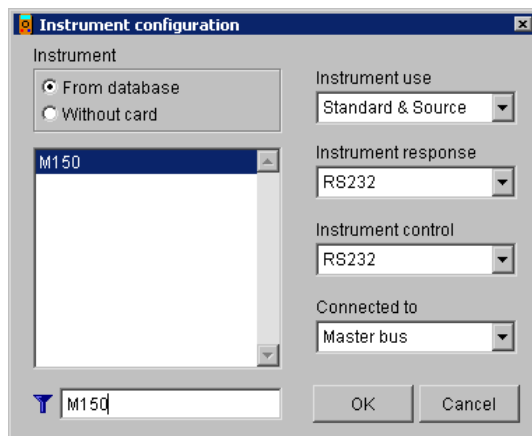 Instrument configuration
Instrument
From database
Without card
M150
M150
Instrument use
Standard & Source
Instrument response
RS232
Instrument control
RS232
Connected to
Master bus
OK
Cancel